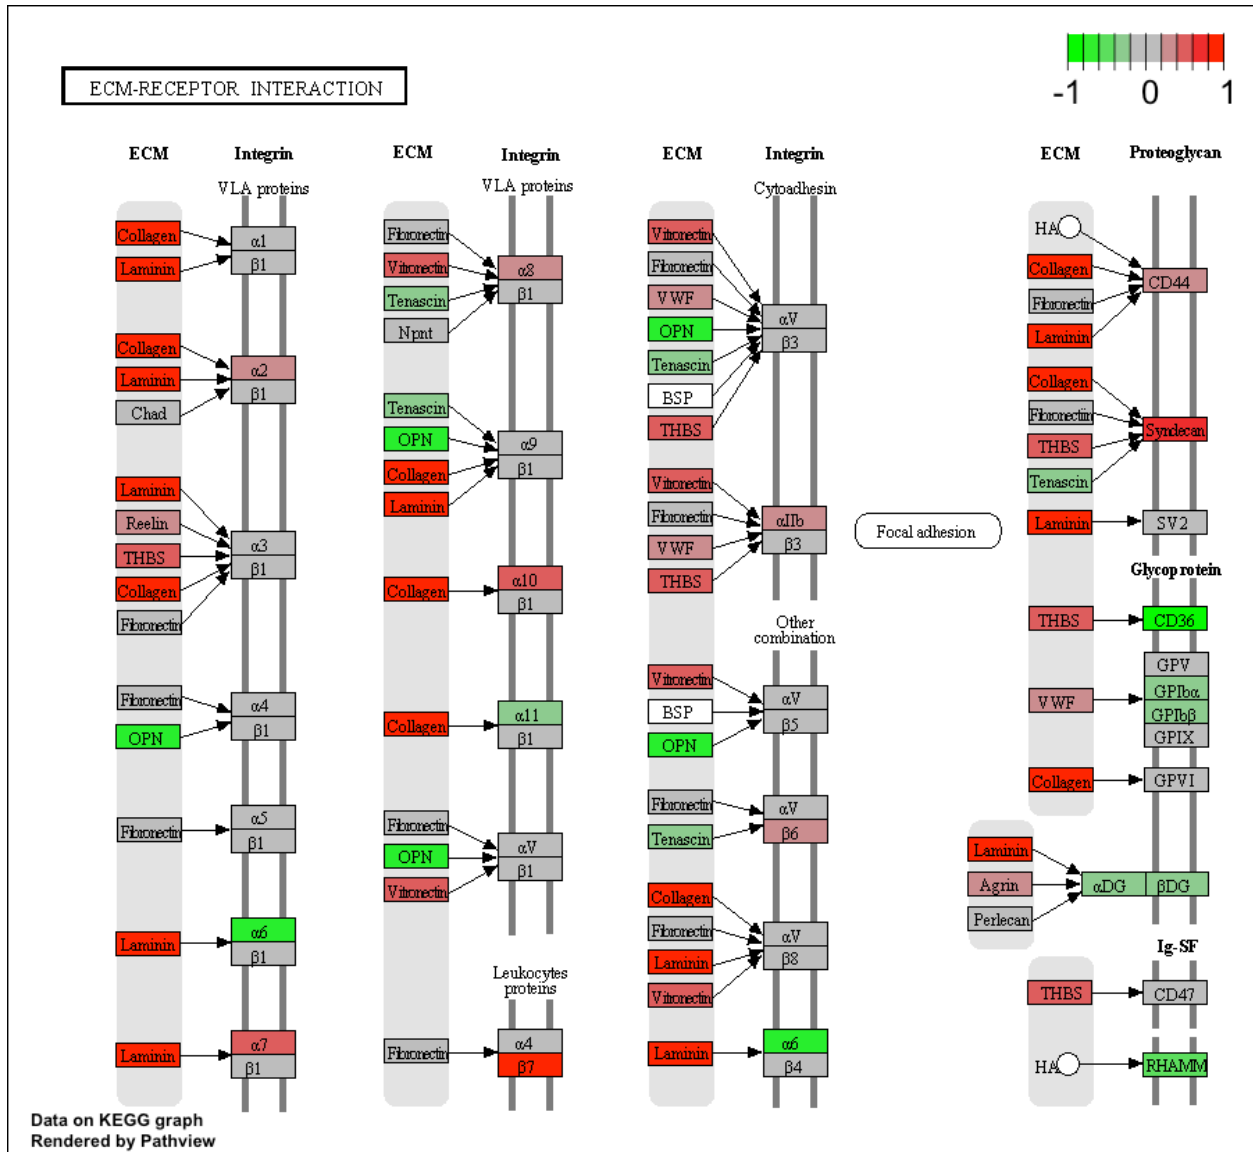 ECM-RECEPTOR INTERACTION
-1 0 1
ECM Integrin
VLA proteins
Collagen
Laminin
α1
β1
Collagen
Laminin
Chad
α2
β1
Laminin
Reelin
THBS
Collagen
Fibronectin
α3
β1
Fibronectin
OPN
α4
β1
Fibronectin
α5
β1
Laminin
α6
β1
Laminin
α7
β1
ECM Integrin
VLA proteins
Fibronectin
Vitronectin
Tenascin
Npnt
α8
β1
Tenascin
OPN
Collagen
Laminin
α9
β1
Collagen
α10
β1
Collagen
α11
β1
Fibronectin
OPN
Vitronectin
αV
β1
Leukocytes
proteins
Fibronectin
α4
β7
ECM Integrin
Cytoadhesin
Vitronectin
Fibronectin
VWF
OPN
Tenascin
BSP
THBS
αV
β3
Vitronectin
Fibronectin
VWF
THBS
αIIb
β3
Other
combination
Vitronectin
BSP
OPN
αV
β5
Fibronectin
Tenascin
αV
β6
Collagen
Fibronectin
Laminin
Vitronectin
αV
β8
Laminin
α6
β4
Focal adhesion
ECM Proteoglycan
HA
Collagen
Fibronectin
Laminin
CD44
Collagen
Fibronectiin
THBS
Tenascin
Syndecan
Laminin
SV2
Glycoprotein
THBS
CD36
VWF
GPV
GPIbα
GPIbβ
GPIX
Collagen
GPVI
Laminin
Agrin
Perlecan
αDG βDG
Ig-SF
THBS
CD47
HA
RHAMM
Data on KEGG graph
Rendered by Pathview